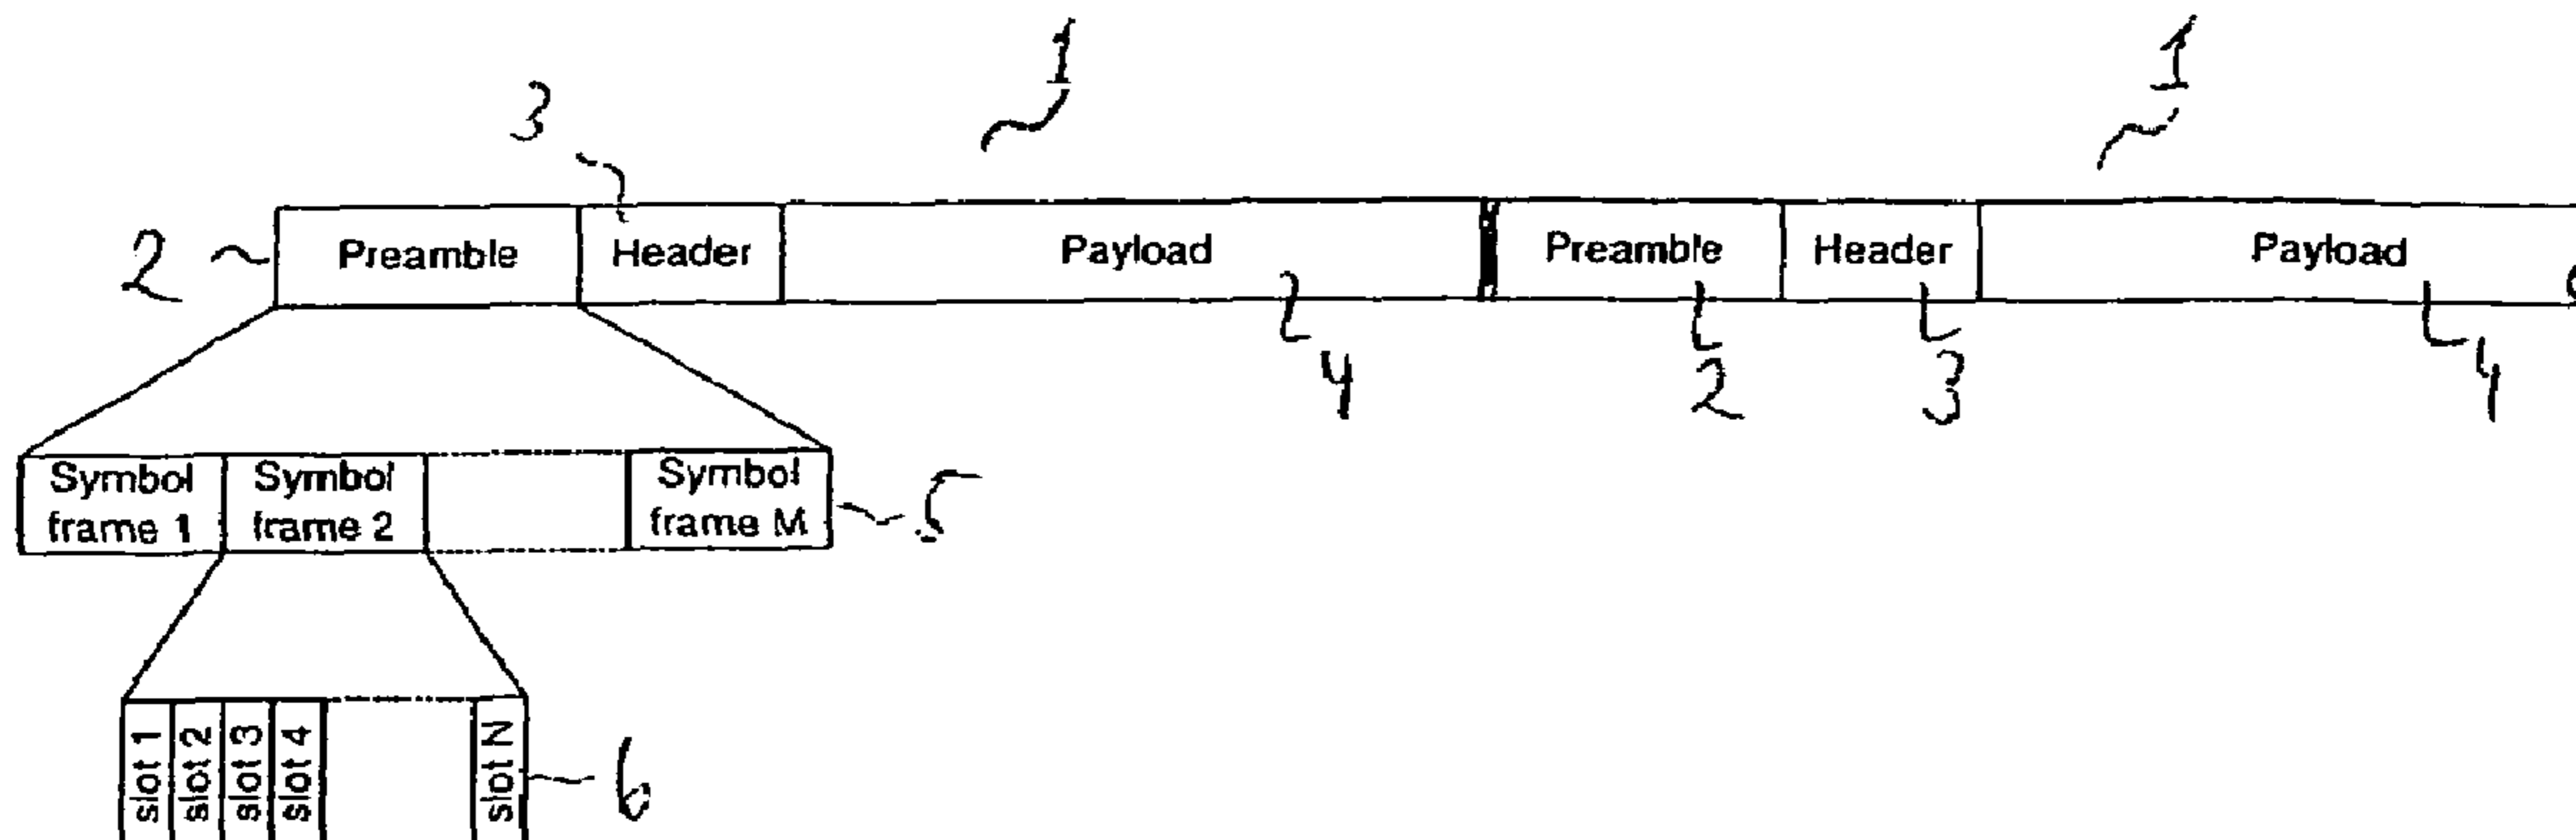 1 1
3
2 Preamble Header Payload Preamble Header Payload
4 2 3 4
Symbol frame 1 Symbol frame 2 Symbol frame M 5
slot 1 slot 2 slot 3 slot 4 slot N 6